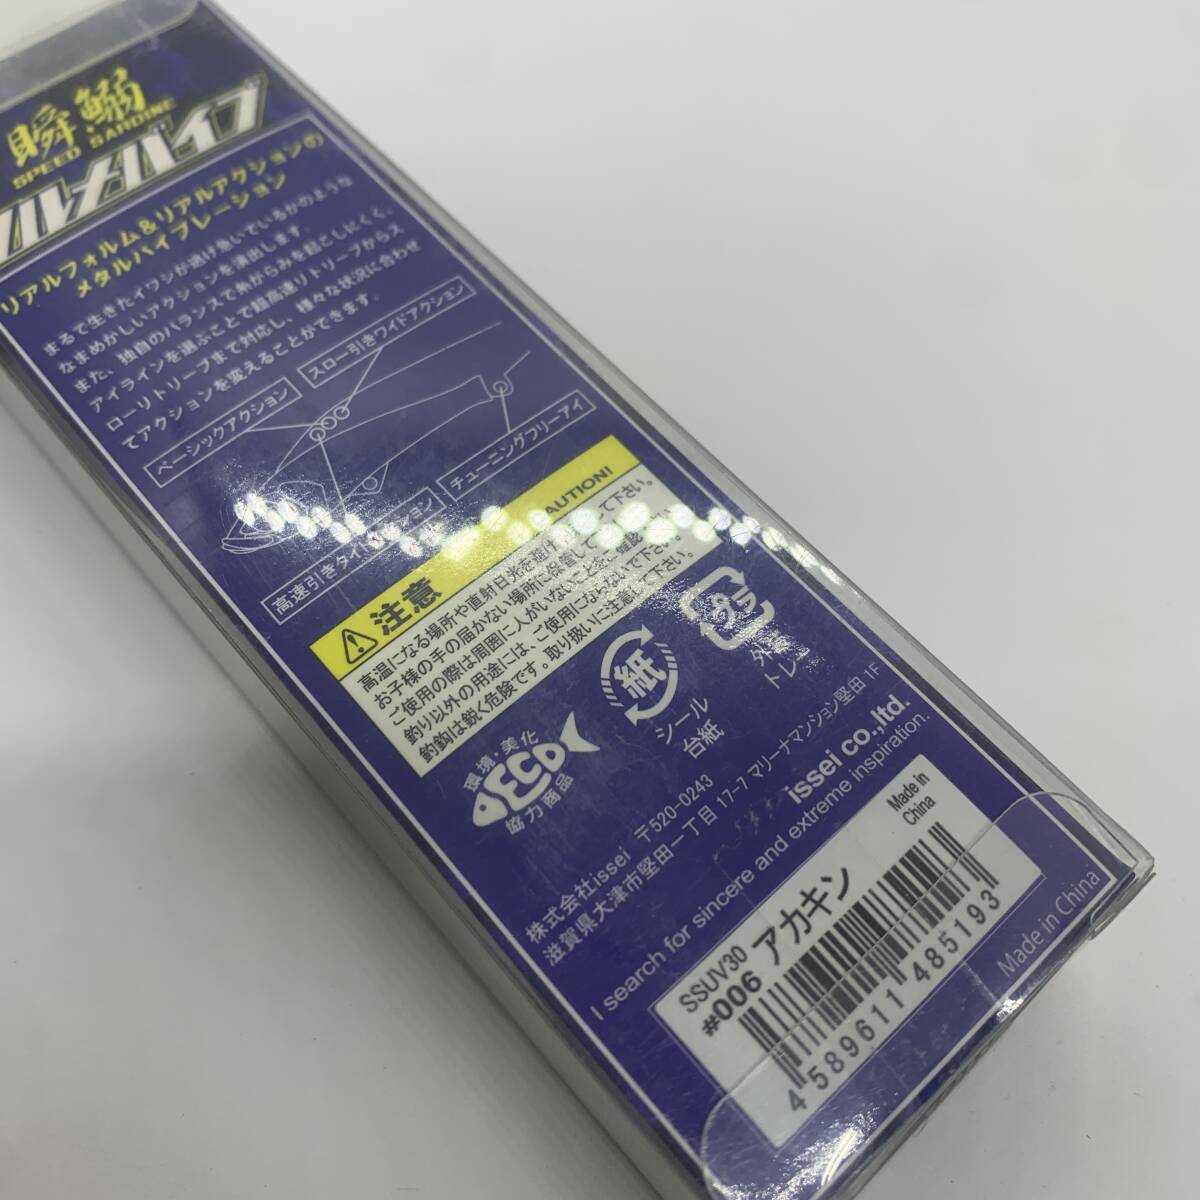 瞬鰯
SPEED SARDINE
ウルメバイブ
リアルフォルム&リアルアクションの
メタルバイブレーション
まるで生きたイワシが逃げ急いでいるかのような
なまめかしいアクションを演出します。
また、独自のバランスで糸がらみを起こしにくく、
アイラインを選ぶことで超高速リトリーブからス
ローリトリーブまで対応し、様々な状況に合わせ
てアクションを変えることができます。
スロー引きワイドアクション
ベーシックアクション
チューニングフリーアイ
高速引きタイ
ション
注意
CAUTION!
高温になる場所や直射日光を避け
して下さい。
お子様の手の届かない場所に保管して
ご使用の際は周囲に人がいないことをご確認
釣り以外の用途には、ご使用にならないで下さい。
釣鈎は鋭く危険です。取り扱いに注意して下さい。
環境・美化
ECO
協力商品
紙
シール
台紙
外
トレ
株式会社issei 〒520-0243
滋賀県大津市堅田一丁目17-7 マリーナマンション堅田1F
issei co.,ltd.
I search for sincere and extreme inspiration.
SSUV30
Made in
China
#006 アカキン
4 589611 485193
Made in China